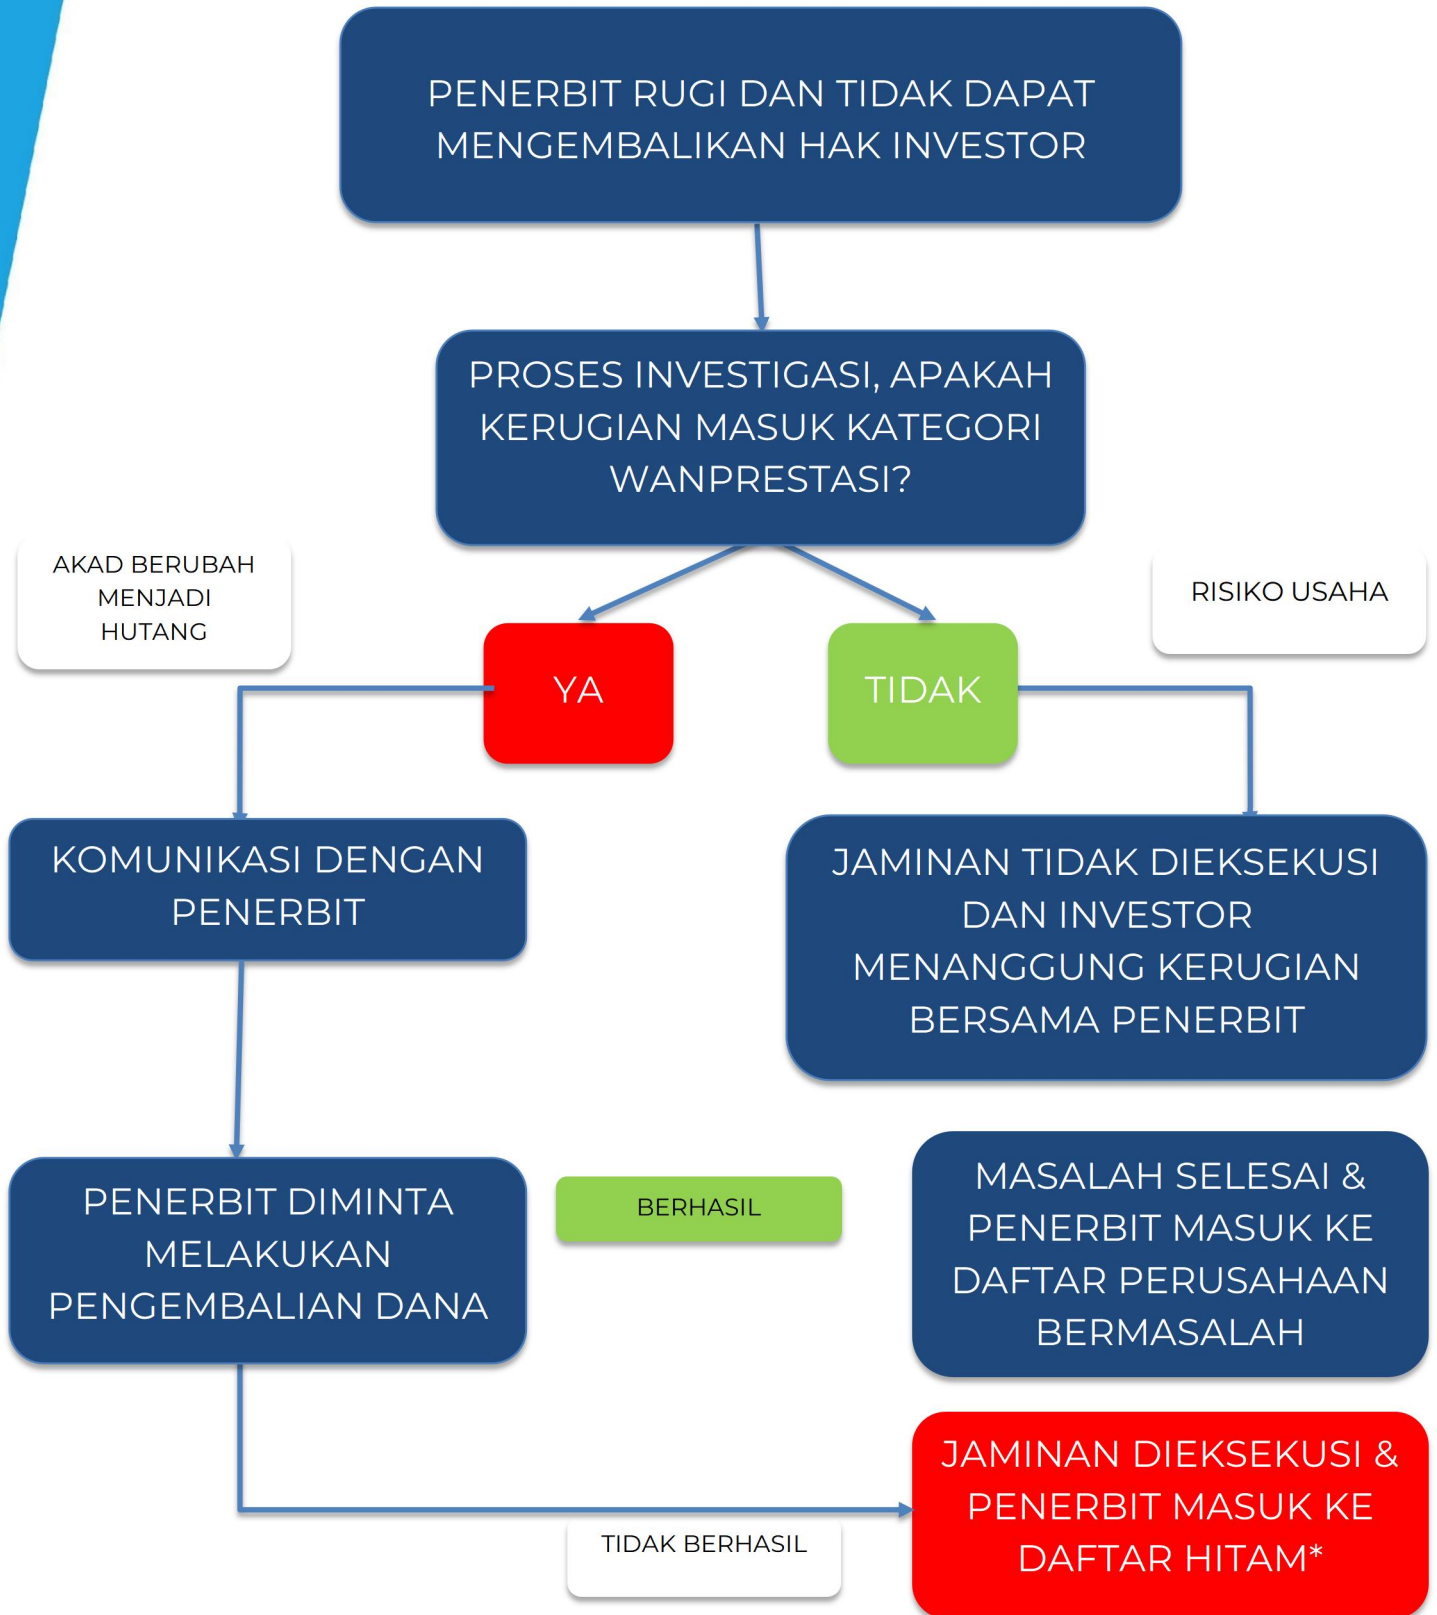 PENERBIT RUGI DAN TIDAK DAPAT
MENGEMBALIKAN HAK INVESTOR
PROSES INVESTIGASI, APAKAH
KERUGIAN MASUK KATEGORI
WANPRESTASI?
AKAD BERUBAH
MENJADI
HUTANG
RISIKO USAHA
YA
TIDAK
KOMUNIKASI DENGAN
PENERBIT
JAMINAN TIDAK DIEKSEKUSI
DAN INVESTOR
MENANGGUNG KERUGIAN
BERSAMA PENERBIT
PENERBIT DIMINTA
MELAKUKAN
PENGEMBALIAN DANA
BERHASIL
MASALAH SELESAI &
PENERBIT MASUK KE
DAFTAR PERUSAHAAN
BERMASALAH
TIDAK BERHASIL
JAMINAN DIEKSEKUSI &
PENERBIT MASUK KE
DAFTAR HITAM*